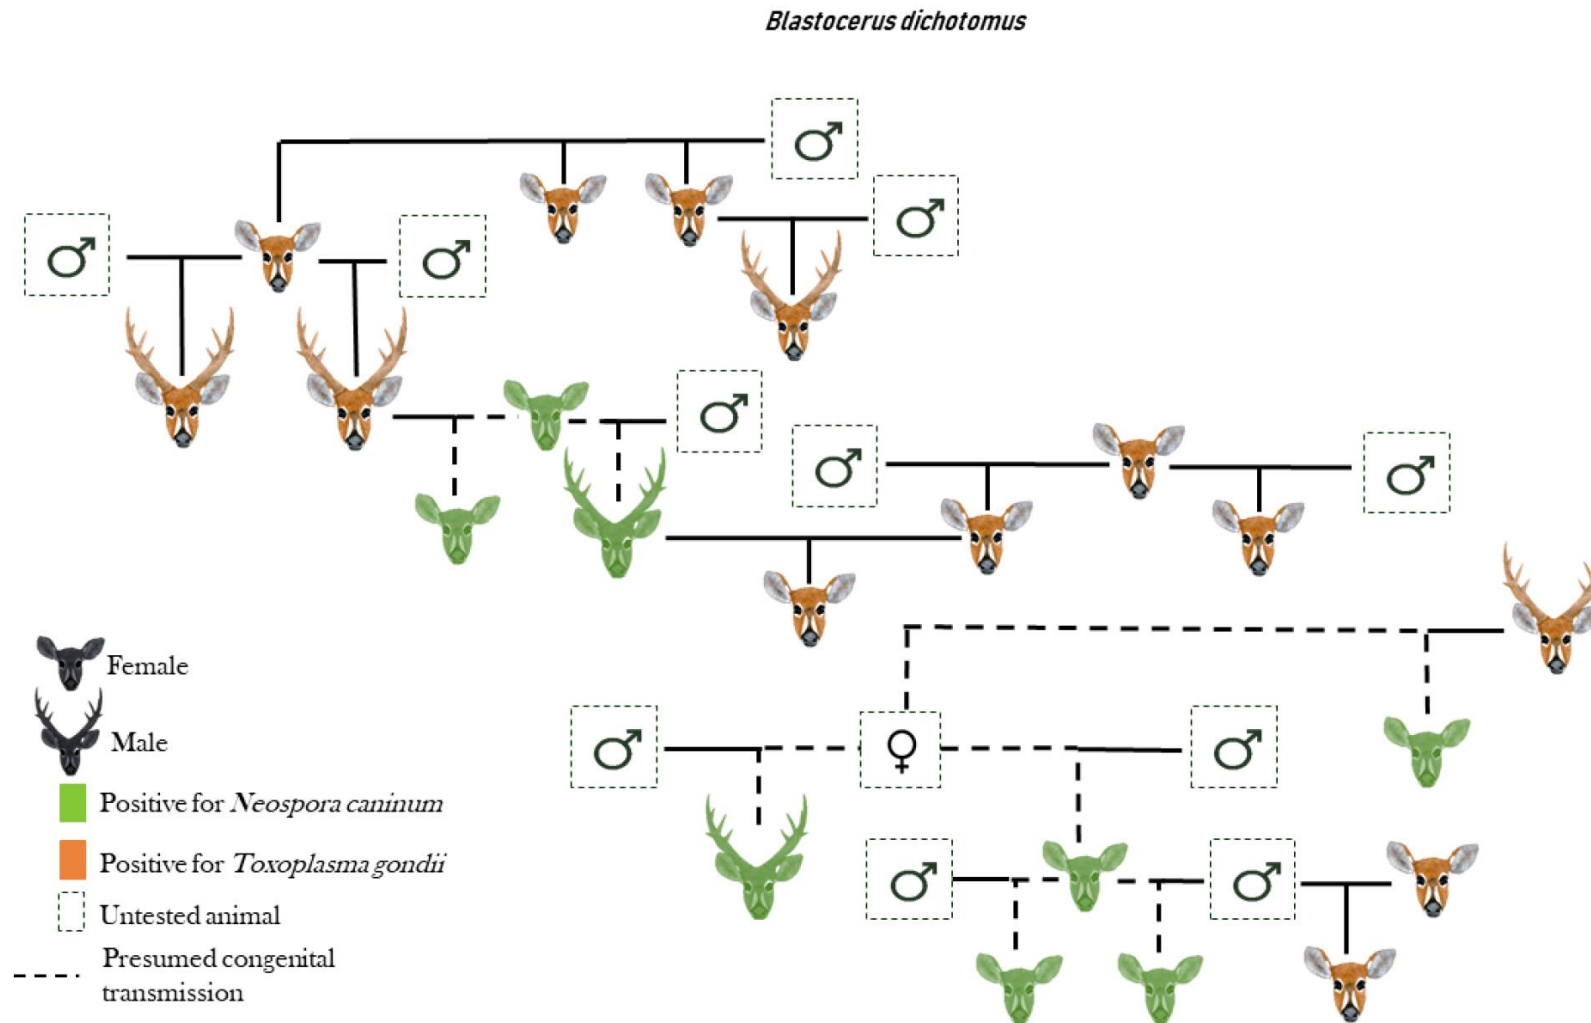 Blastocerus dichotomus
Female
Male
Positive for Neospora caninum
Positive for Toxoplasma gondii
Untested animal
Presumed congenital
transmission